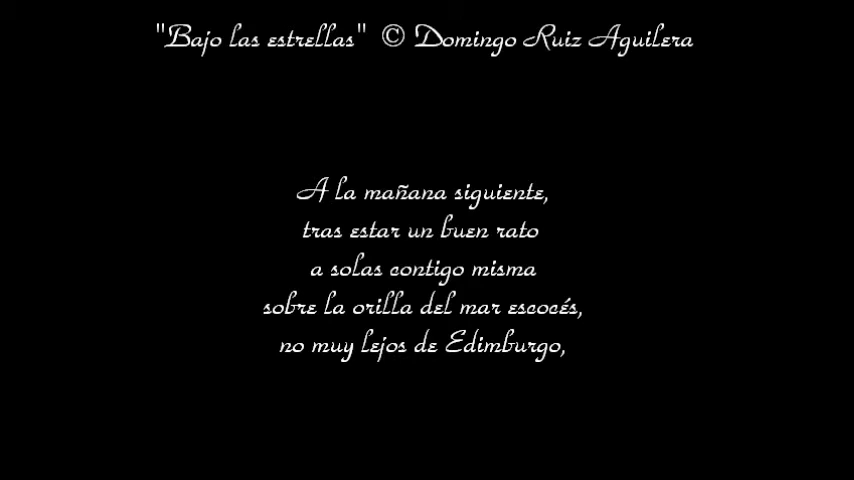 "Bajo las estrellas" © Domingo Ruiz Aguilera
A la mañana siguiente,
tras estar un buen rato
a solas contigo misma
sobre la orilla del mar escocés,
no muy lejos de Edimburgo,